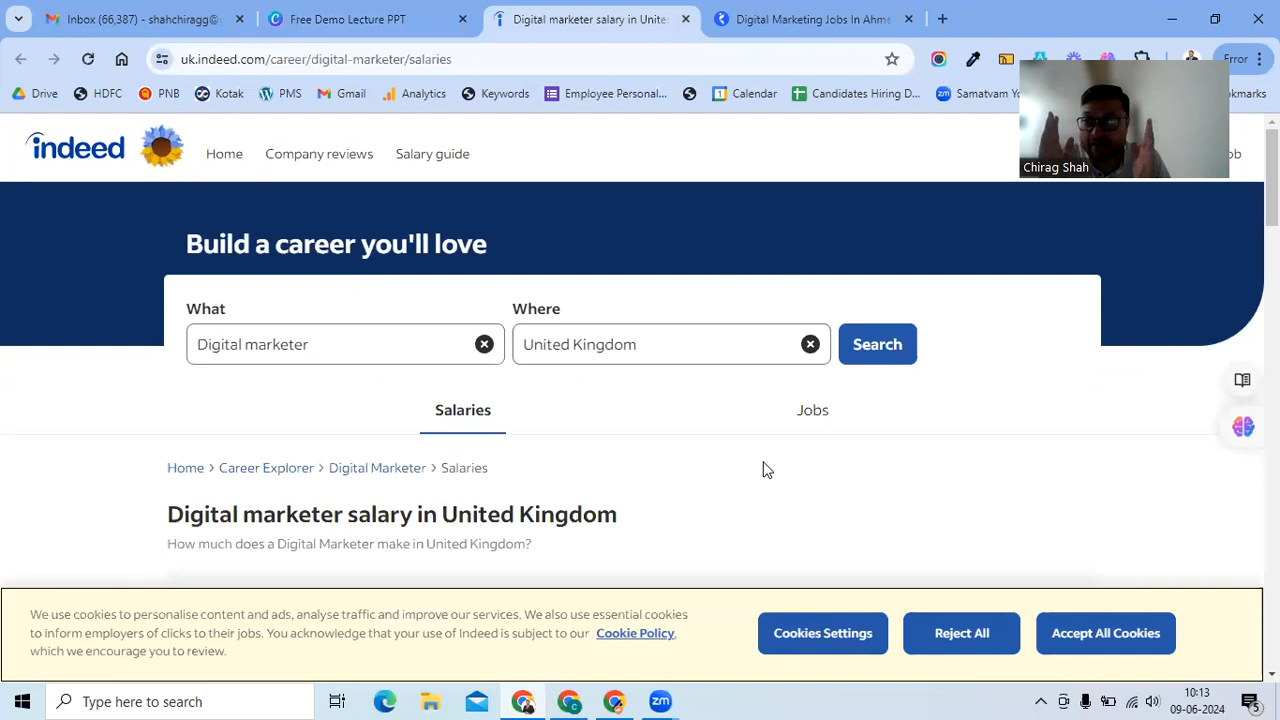 Inbox (66,387) - shahchiragg@
Free Demo Lecture PPT
Digital marketer salary in Unite
Digital Marketing Jobs In Ahme
uk.indeed.com/career/digital-marketer/salaries
Error
Drive
HDFC
PNB
Kotak
PMS
Gmail
Analytics
Keywords
Employee Personal...
Calendar
Candidates Hiring D...
Samatvam Yo
okmarks
indeed
Home
Company reviews
Salary guide
ob
Chirag Shah
Build a career you'll love
What
Where
Digital marketer
United Kingdom
Search
Salaries
Jobs
Home > Career Explorer > Digital Marketer > Salaries
Digital marketer salary in United Kingdom
How much does a Digital Marketer make in United Kingdom?
We use cookies to personalise content and ads, analyse traffic and improve our services. We also use essential cookies
to inform employers of clicks to their jobs. You acknowledge that your use of Indeed is subject to our Cookie Policy,
which we encourage you to review.
Cookies Settings
Reject All
Accept All Cookies
Type here to search
10:13
09-06-2024
5